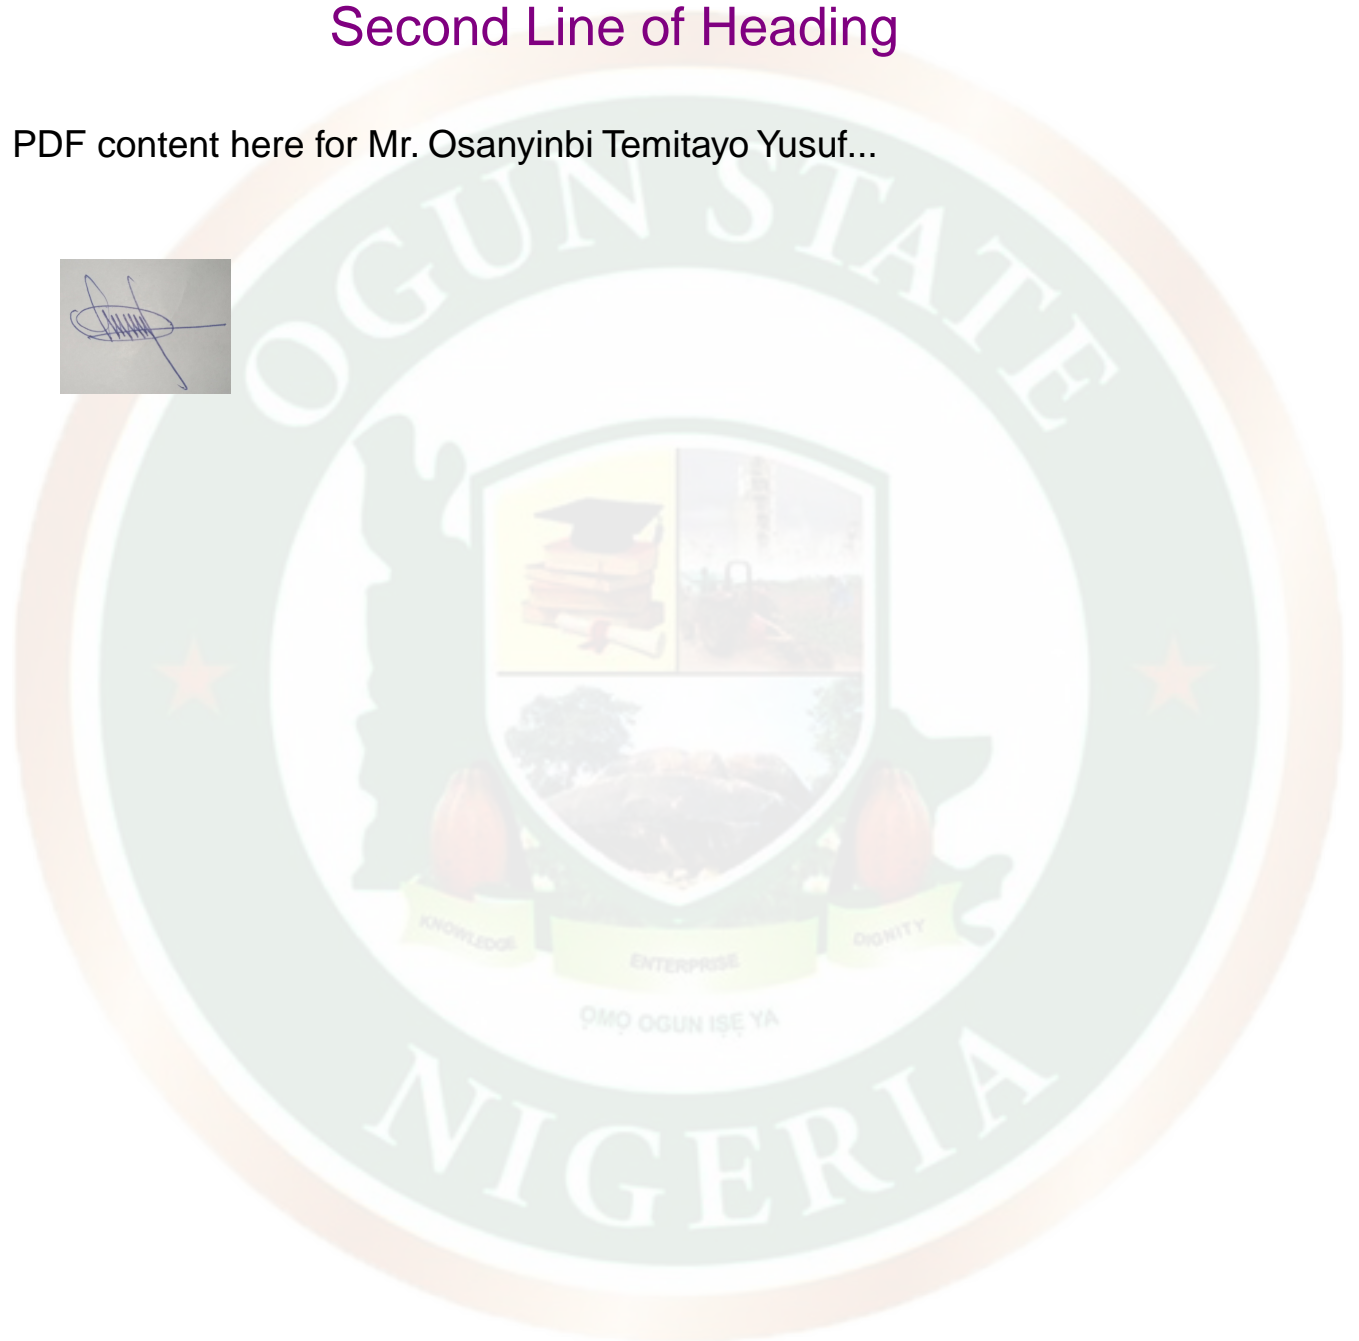 Second Line of Heading
PDF content here for Mr. Osanyinbi Temitayo Yusuf...
OGUN STATE
KNOWLEDGE
ENTERPRISE
DIGNITY
ỌMỌ OGUN IṢẸ YA
NIGERIA